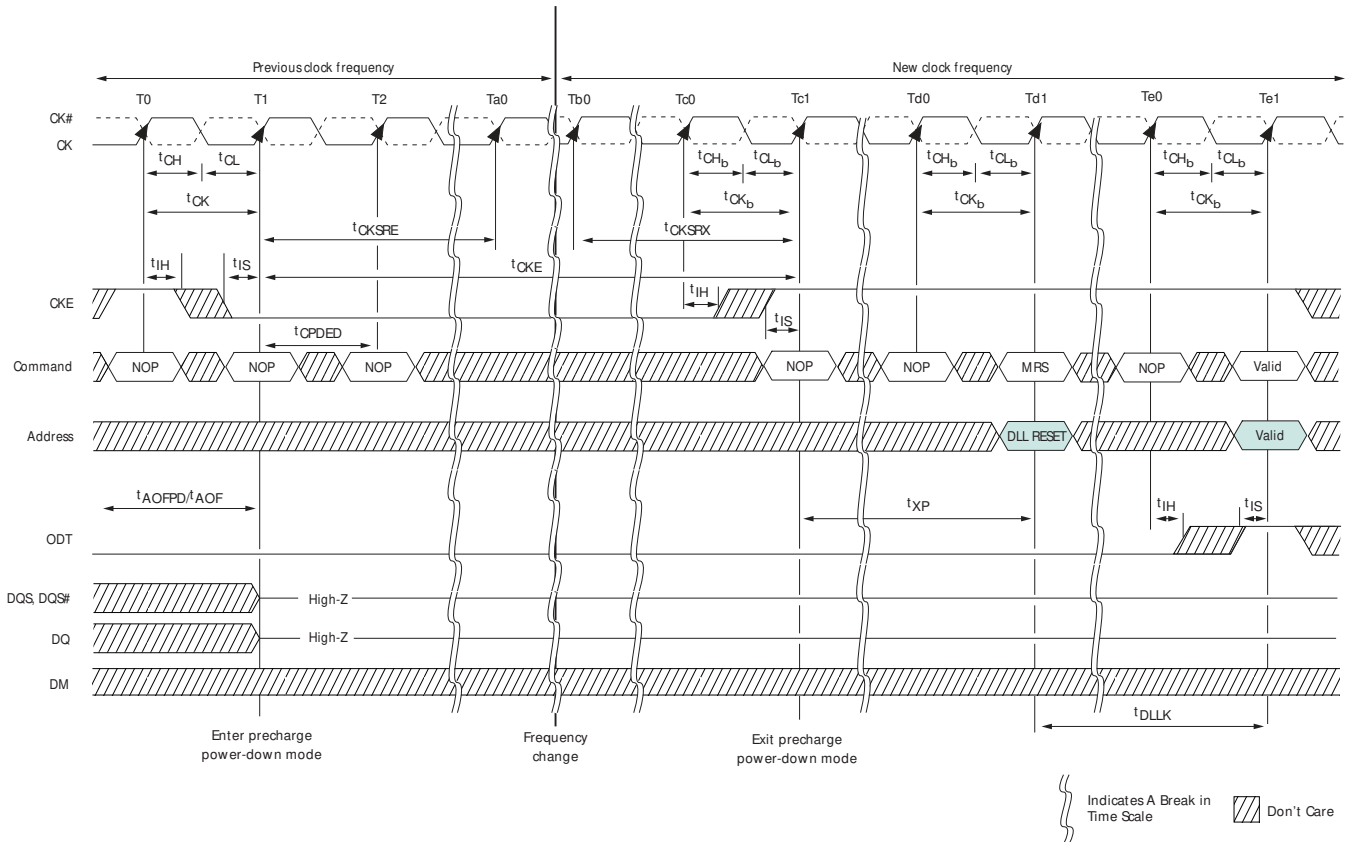 Previous clock frequency
New clock frequency
T0 T1 T2 Ta0 Tb0 Tc0 Tc1 Td0 Td1 Te0 Te1
CK#
CK
tCH tCL tCHb tCLb tCHb tCLb tCHb tCLb
tCK tCKb tCKb tCKb
tCKSRE tCKSRX
tIH tIS tCKE
CKE
tIH
tIS
tCPDED
Command NOP NOP NOP NOP NOP MRS NOP Valid
Address DLL RESET Valid
tAOFPD/tAOF tXP tIH tIS
ODT
DQS, DQS# High-Z
DQ High-Z
DM
tDLLK
Enter precharge
power-down mode
Frequency
change
Exit precharge
power-down mode
Indicates A Break in
Time Scale
Don't Care